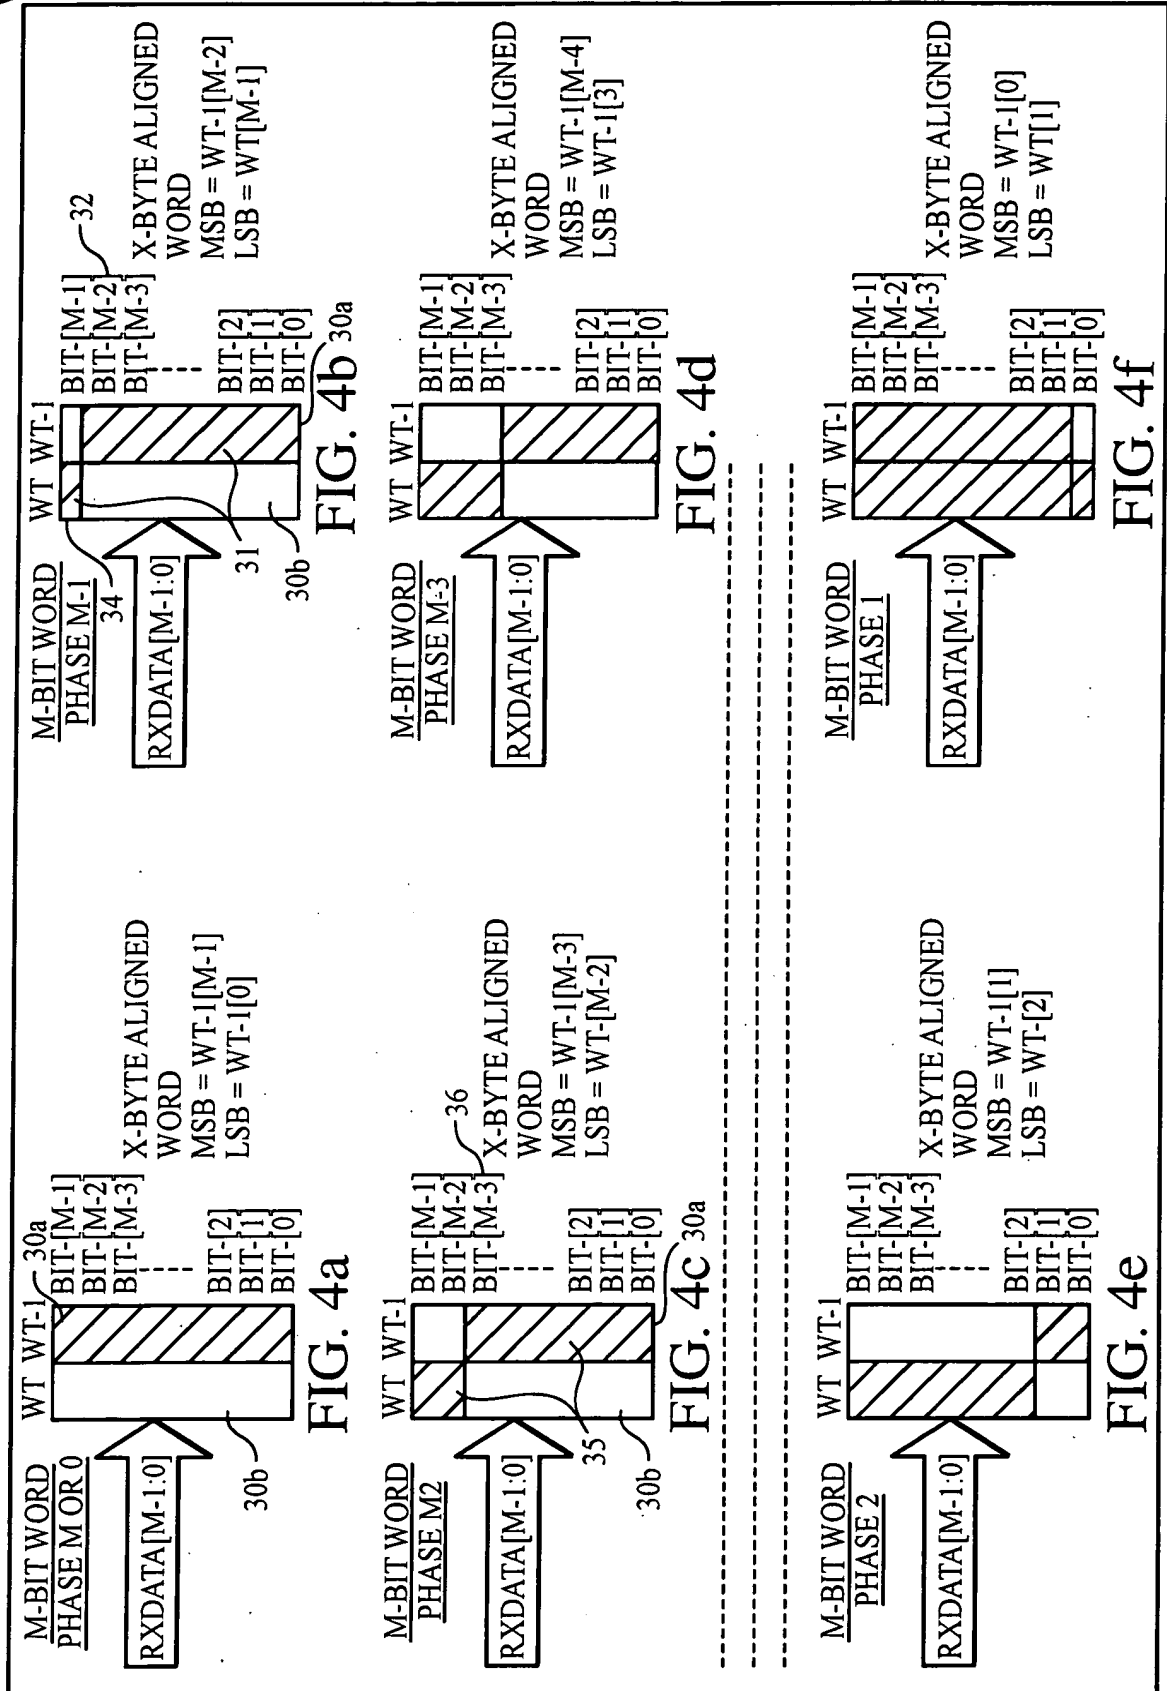 M-BIT WORD
PHASE M OR 0
RXDATA[M-1:0]
WT WT-1
30a
BIT-[M-1]
BIT-[M-2]
BIT-[M-3]
BIT-[2]
BIT-[1]
BIT-[0]
X-BYTE ALIGNED
WORD
MSB = WT-1[M-1]
LSB = WT-1[0]
30b
FIG. 4a
M-BIT WORD
PHASE M-1
34
RXDATA[M-1:0]
WT WT-1
BIT-[M-1]
BIT-[M-2]
BIT-[M-3]
32
BIT-[2]
BIT-[1]
BIT-[0]
X-BYTE ALIGNED
WORD
MSB = WT-1[M-2]
LSB = WT[M-1]
31
30b
30a
FIG. 4b
M-BIT WORD
PHASE M2
RXDATA[M-1:0]
WT WT-1
BIT-[M-1]
BIT-[M-2]
BIT-[M-3]
36
BIT-[2]
BIT-[1]
BIT-[0]
X-BYTE ALIGNED
WORD
MSB = WT-1[M-3]
LSB = WT-[M-2]
35
30b
30a
FIG. 4c
M-BIT WORD
PHASE M-3
RXDATA[M-1:0]
WT WT-1
BIT-[M-1]
BIT-[M-2]
BIT-[M-3]
BIT-[2]
BIT-[1]
BIT-[0]
X-BYTE ALIGNED
WORD
MSB = WT-1[M-4]
LSB = WT-1[3]
FIG. 4d
M-BIT WORD
PHASE 2
RXDATA[M-1:0]
WT WT-1
BIT-[M-1]
BIT-[M-2]
BIT-[M-3]
BIT-[2]
BIT-[1]
BIT-[0]
X-BYTE ALIGNED
WORD
MSB = WT-1[1]
LSB = WT-[2]
FIG. 4e
M-BIT WORD
PHASE 1
RXDATA[M-1:0]
WT WT-1
BIT-[M-1]
BIT-[M-2]
BIT-[M-3]
BIT-[2]
BIT-[1]
BIT-[0]
X-BYTE ALIGNED
WORD
MSB = WT-1[0]
LSB = WT[1]
FIG. 4f